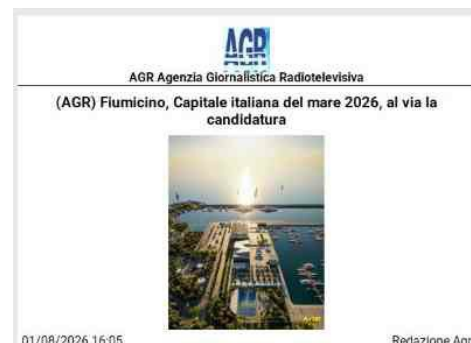 AGR
AGR Agenzia Giornalistica Radiotelevisiva
(AGR) Fiumicino, Capitale italiana del mare 2026, al via la
candidatura
01/08/2026 16:05
Redazione Agr